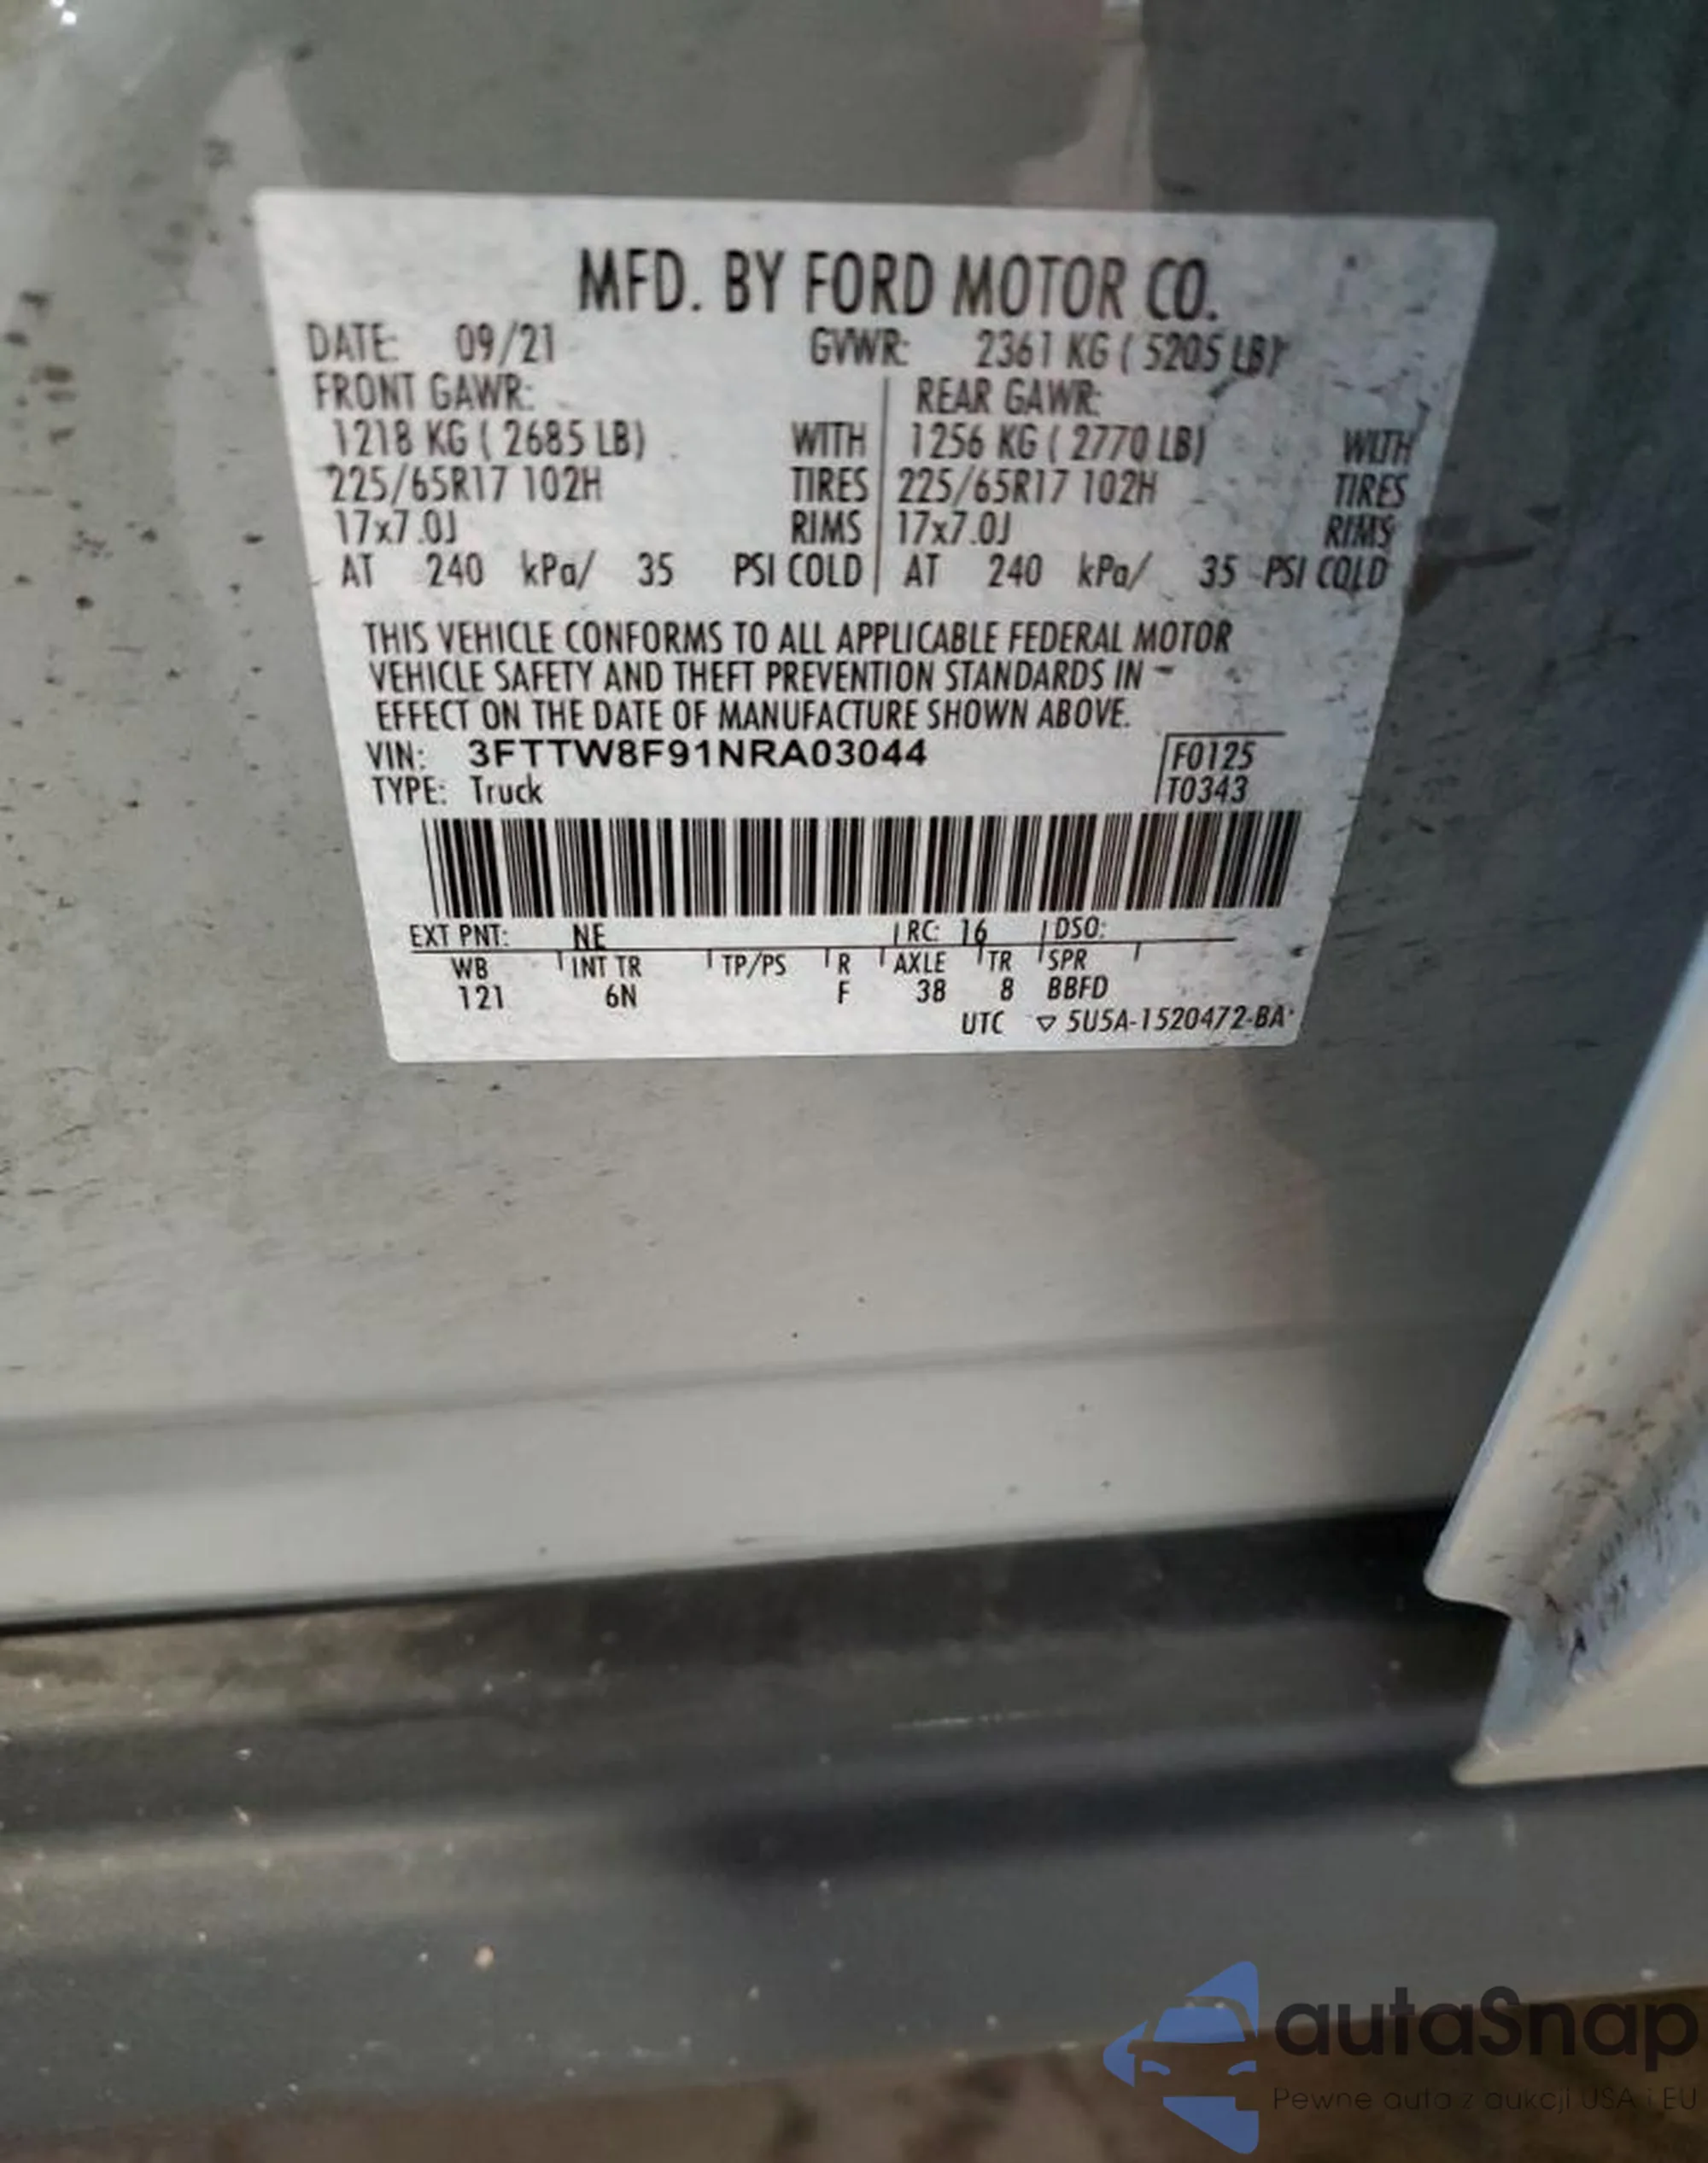 MFD. BY FORD MOTOR CO.
DATE: 09/21 GVWR: 2361 KG ( 5205 LB)
FRONT GAWR: REAR GAWR:
1218 KG ( 2685 LB) WITH 1256 KG ( 2770 LB) WITH
225/65R17 102H TIRES 225/65R17 102H TIRES
17x7.0J RIMS 17x7.0J RIMS
AT 240 kPa/ 35 PSI COLD AT 240 kPa/ 35 PSI COLD
THIS VEHICLE CONFORMS TO ALL APPLICABLE FEDERAL MOTOR
VEHICLE SAFETY AND THEFT PREVENTION STANDARDS IN
EFFECT ON THE DATE OF MANUFACTURE SHOWN ABOVE.
VIN: 3FTTW8F91NRA03044 F0125
TYPE: Truck T0343
EXT PNT: NE RC: 16 DSO:
WB INT TR TP/PS R AXLE TR SPR
121 6N F 38 8 BBFD
UTC ▽ 5U5A-1520472-BA
autaSnap
Pewne auta z aukcji USA i EU